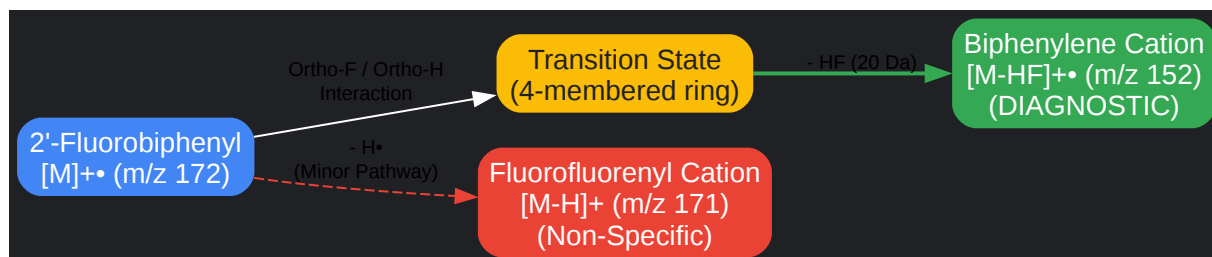 2'-Fluorobiphenyl
[M]+• (m/z 172)
Ortho-F / Ortho-H
Interaction
Transition State
(4-membered ring)
- HF (20 Da)
Biphenylene Cation
[M-HF]+• (m/z 152)
(DIAGNOSTIC)
- H•
(Minor Pathway)
Fluorofluorenyl Cation
[M-H]+ (m/z 171)
(Non-Specific)